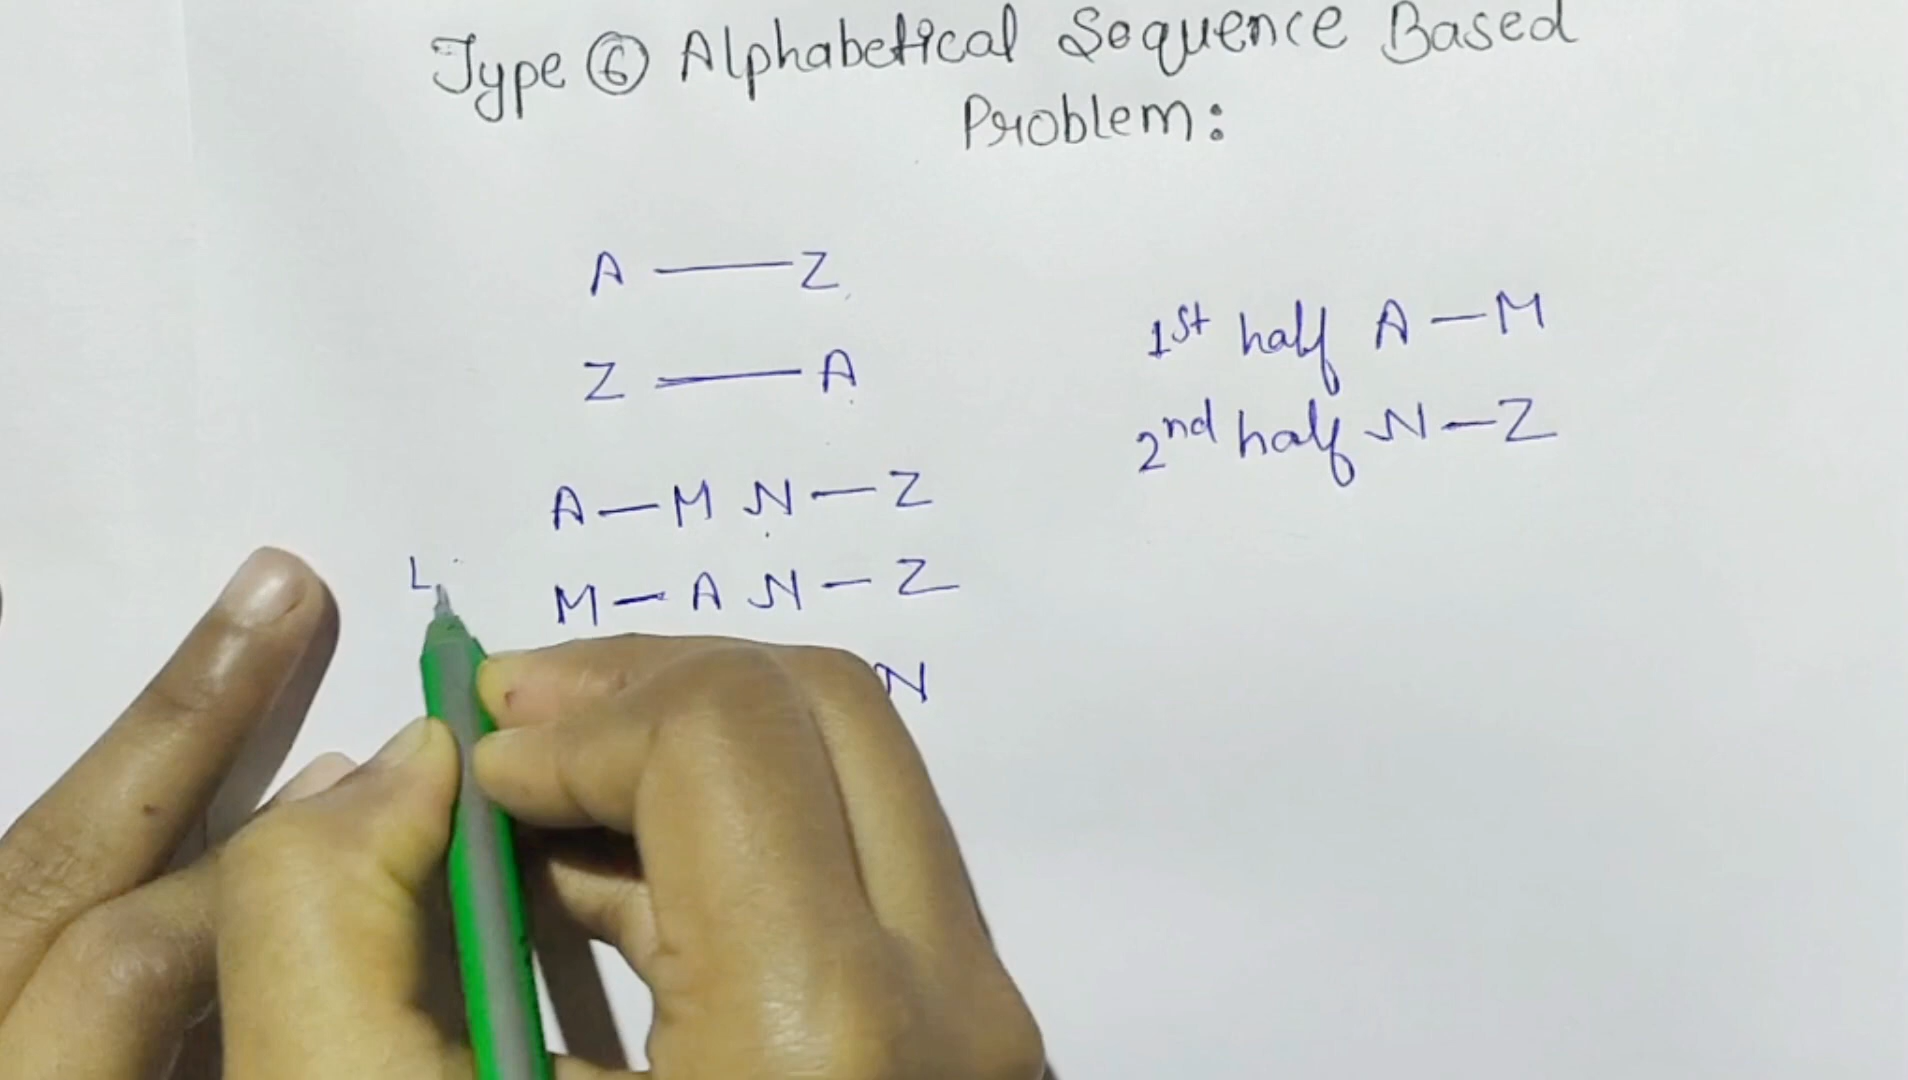 Type ⑥ Alphabetical Sequence Based
Problem:
A — Z
Z — A
A — M N — Z
M — A N — Z
N
L
1st half A — M
2nd half N — Z